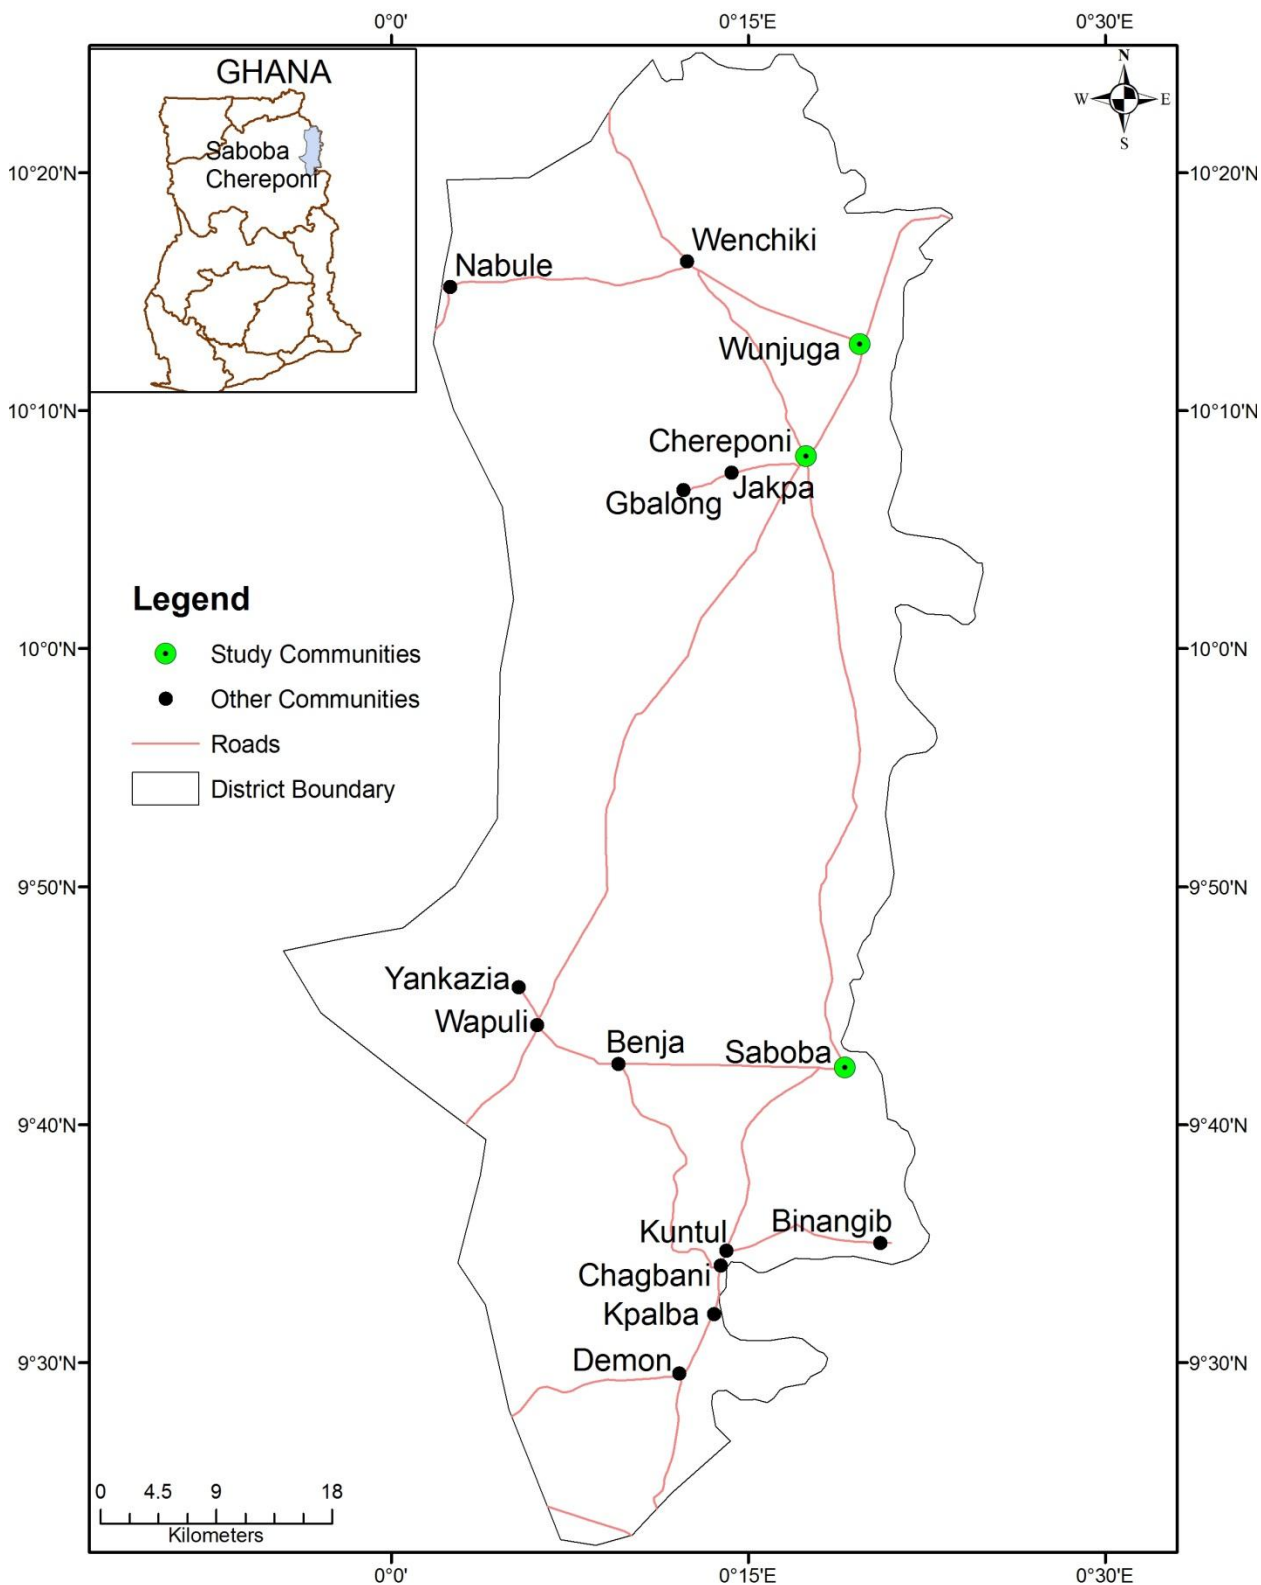 0°0' 0°15'E 0°30'E
GHANA
Saboba
Chereponi
N
W E
S
10°20'N 10°20'N
Wenchiki
Nabule
Wunjuga
10°10'N 10°10'N
Chereponi
Jakpa
Gbalong
Legend
10°0'N 10°0'N
Study Communities
Other Communities
Roads
District Boundary
9°50'N 9°50'N
Yankazia
Wapuli
Benja
Saboba
9°40'N 9°40'N
Binangib
Kuntul
Chagbani
Kpalba
Demon
9°30'N 9°30'N
0 4.5 9 18
Kilometers
0°0' 0°15'E 0°30'E